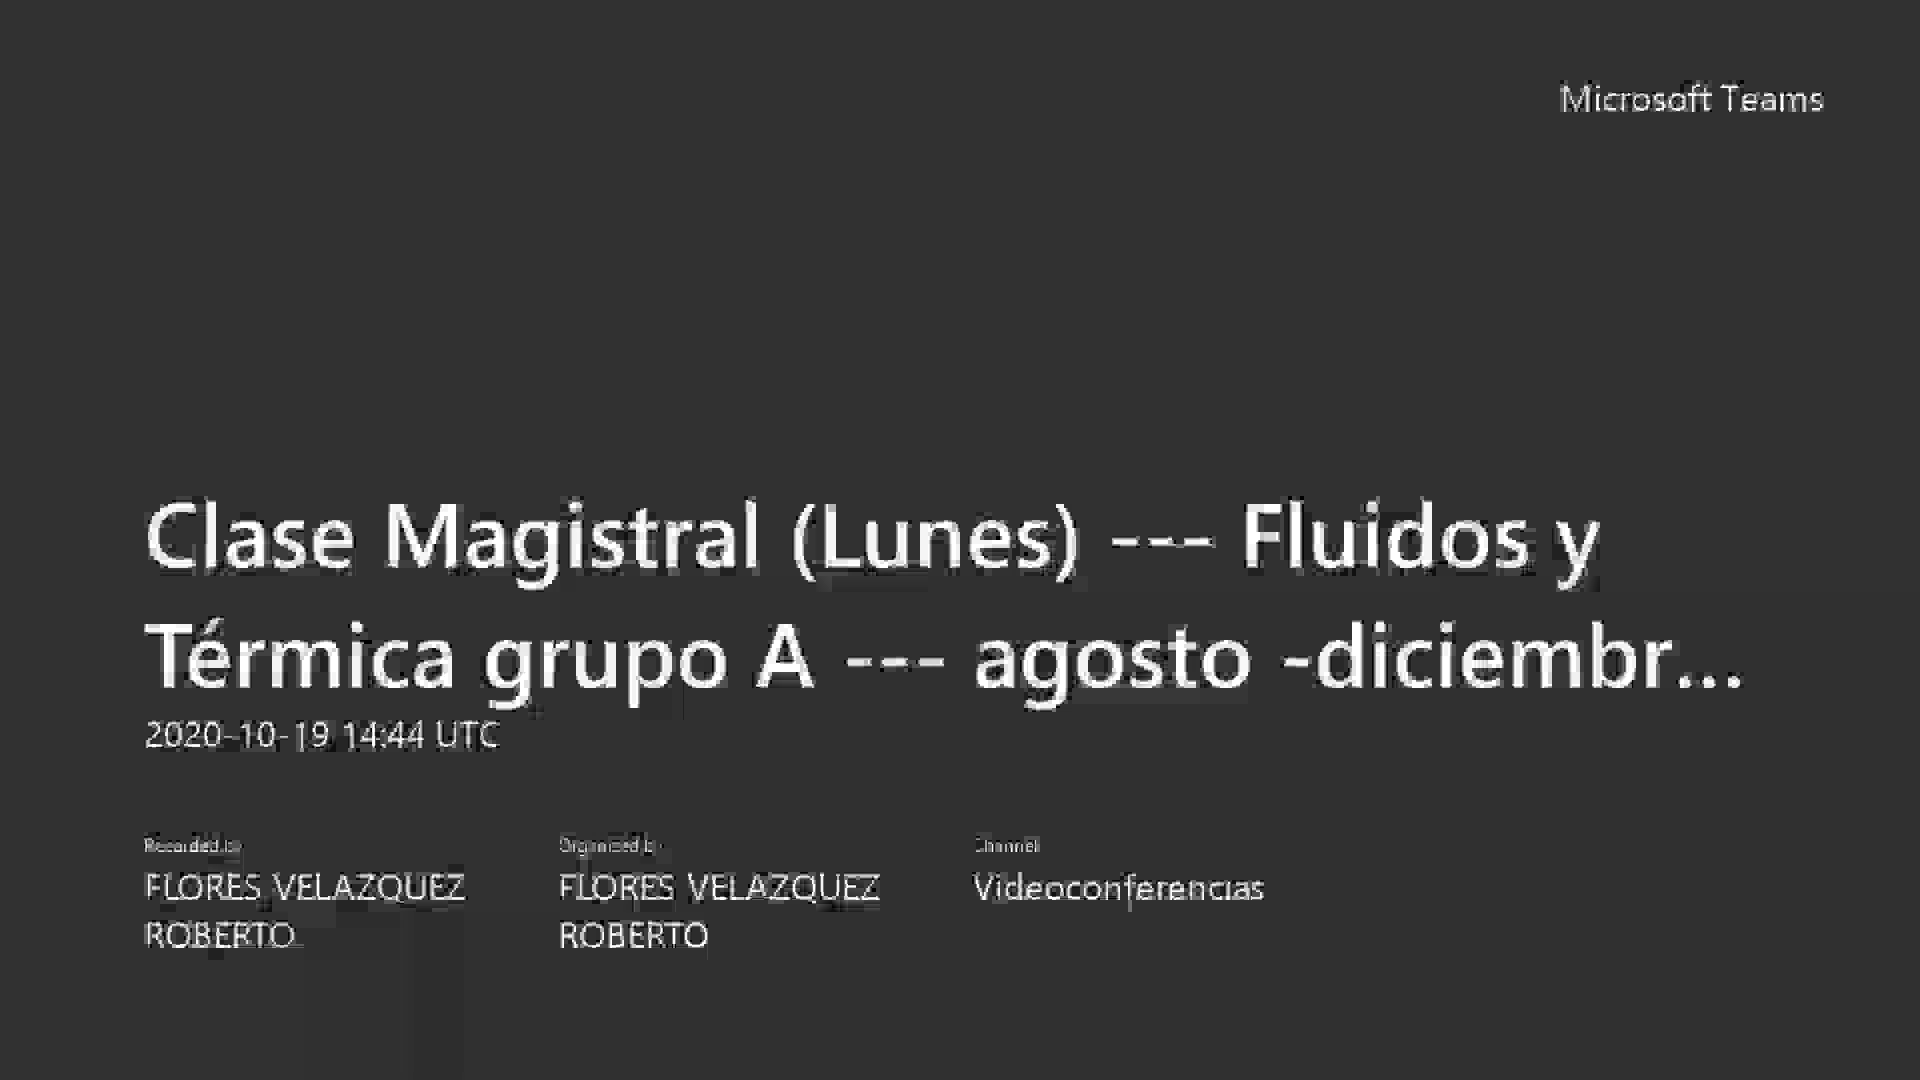 Microsoft Teams
Clase Magistral (Lunes) --- Fluidos y
Térmica grupo A --- agosto -diciembr...
2020-10-19 14:44 UTC
Recorded by
Organized by
Channel
FLORES VELAZQUEZ
FLORES VELAZQUEZ
Videoconferencias
ROBERTO
ROBERTO